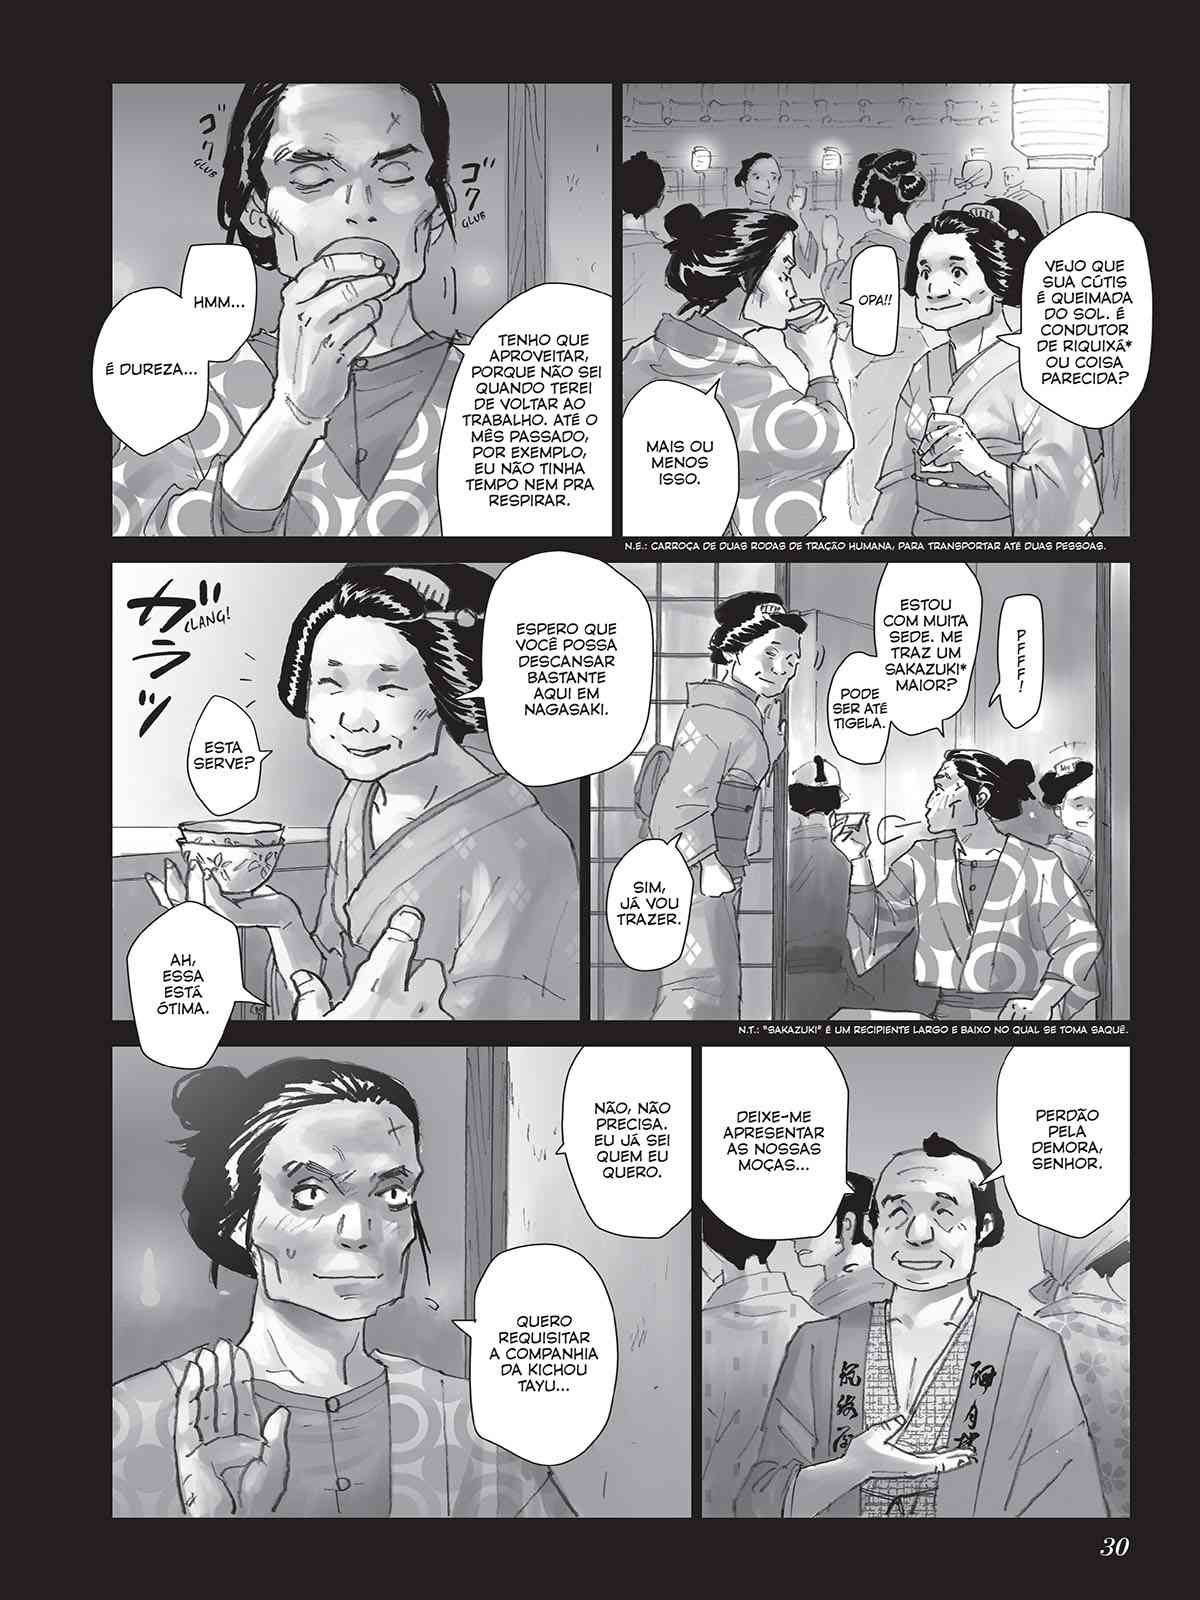 VEJO QUE
SUA CÚTIS
É QUEIMADA
DO SOL. É
CONDUTOR
DE RIQUIXÁ*
OU COISA
PARECIDA?
OPA!!
MAIS OU
MENOS
ISSO.
N.E.: CARROÇA DE DUAS RODAS DE TRAÇÃO HUMANA, PARA TRANSPORTAR ATÉ DUAS PESSOAS.
ゴク
GLUB
ゴク
GLUB
TENHO QUE
APROVEITAR,
PORQUE NÃO SEI
QUANDO TEREI
DE VOLTAR AO
TRABALHO. ATÉ O
MÊS PASSADO,
POR EXEMPLO,
EU NÃO TINHA
TEMPO NEM PRA
RESPIRAR.
HMM...
É DUREZA...
PFFF!
ESTOU
COM MUITA
SEDE. ME
TRAZ UM
SAKAZUKI*
MAIOR?
PODE
SER ATÉ
TIGELA.
SIM,
JÁ VOU
TRAZER.
N.T.: "SAKAZUKI" É UM RECIPIENTE LARGO E BAIXO NO QUAL SE TOMA SAQUÊ.
ガラッ
CLANG!
ESPERO QUE
VOCÊ POSSA
DESCANSAR
BASTANTE
AQUI EM
NAGASAKI.
ESTA
SERVE?
AH,
ESSA
ESTÁ
ÓTIMA.
PERDÃO
PELA
DEMORA,
SENHOR.
DEIXE-ME
APRESENTAR
AS NOSSAS
MOÇAS...
NÃO, NÃO
PRECISA.
EU JÁ SEI
QUEM EU
QUERO.
QUERO
REQUISITAR
A COMPANHIA
DA KICHOU
TAYU...
30